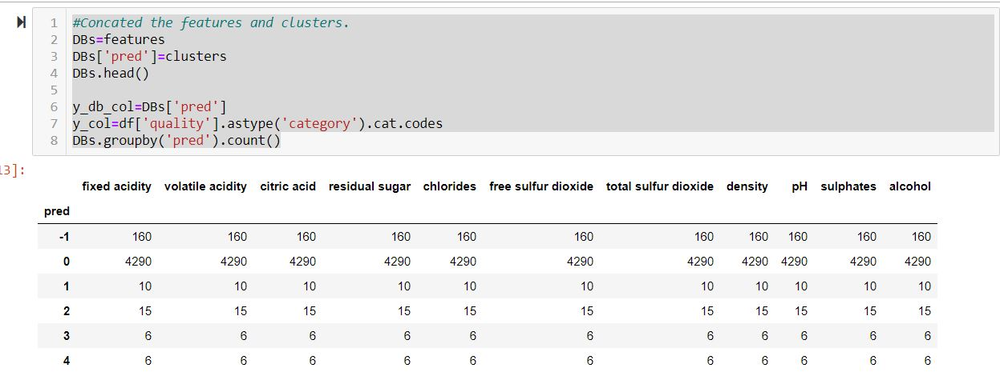 1 #Concated the features and clusters.
2 DBs=features
3 DBs['pred']=clusters
4 DBs.head()
5
6 y_db_col=DBs['pred']
7 y_col=df['quality'].astype('category').cat.codes
8 DBs.groupby('pred').count()
13]:
fixed acidity volatile acidity citric acid residual sugar chlorides free sulfur dioxide total sulfur dioxide density pH sulphates alcohol
pred
-1 160 160 160 160 160 160 160 160 160 160 160
0 4290 4290 4290 4290 4290 4290 4290 4290 4290 4290 4290
1 10 10 10 10 10 10 10 10 10 10 10
2 15 15 15 15 15 15 15 15 15 15 15
3 6 6 6 6 6 6 6 6 6 6 6
4 6 6 6 6 6 6 6 6 6 6 6